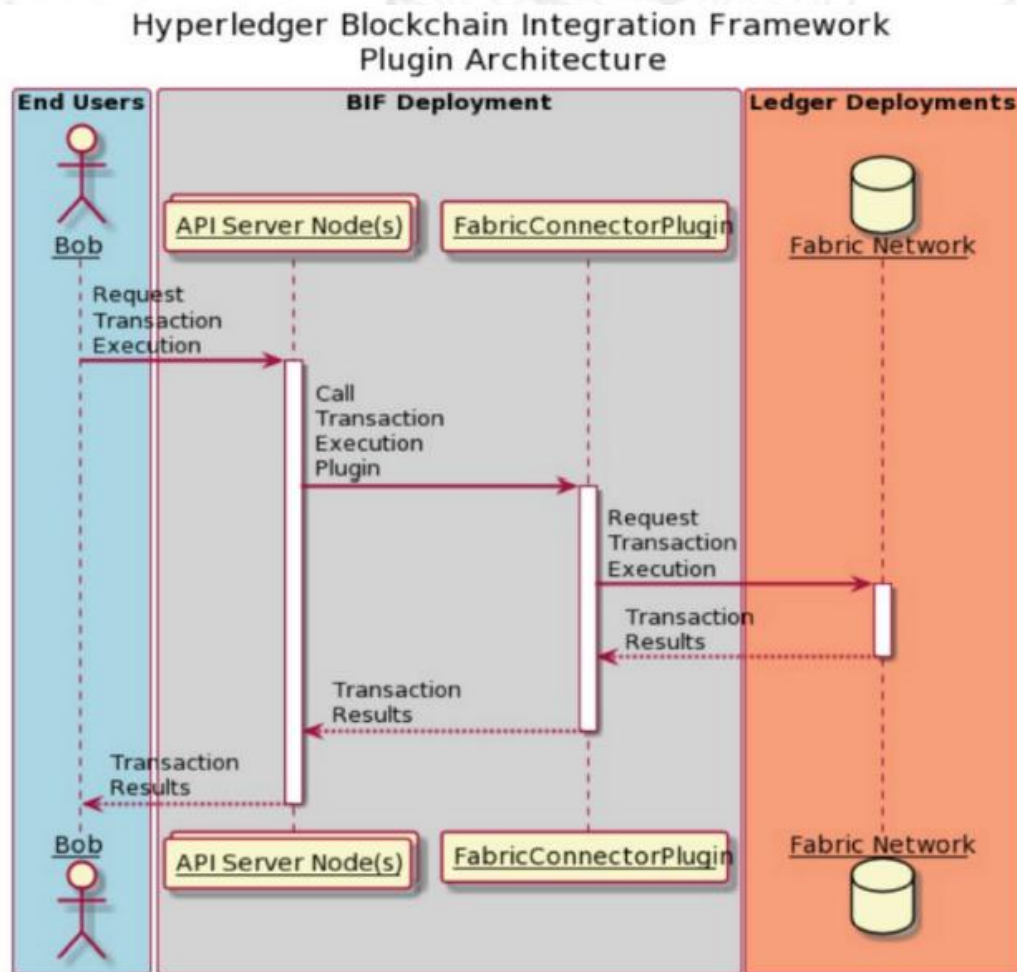 Hyperledger Blockchain Integration Framework
Plugin Architecture
End Users
BIF Deployment
Ledger Deployments
Bob
API Server Node(s)
FabricConnectorPlugin
Fabric Network
Request
Transaction
Execution
Call
Transaction
Execution
Plugin
Request
Transaction
Execution
Transaction
Results
Transaction
Results
Transaction
Results
Bob
API Server Node(s)
FabricConnectorPlugin
Fabric Network